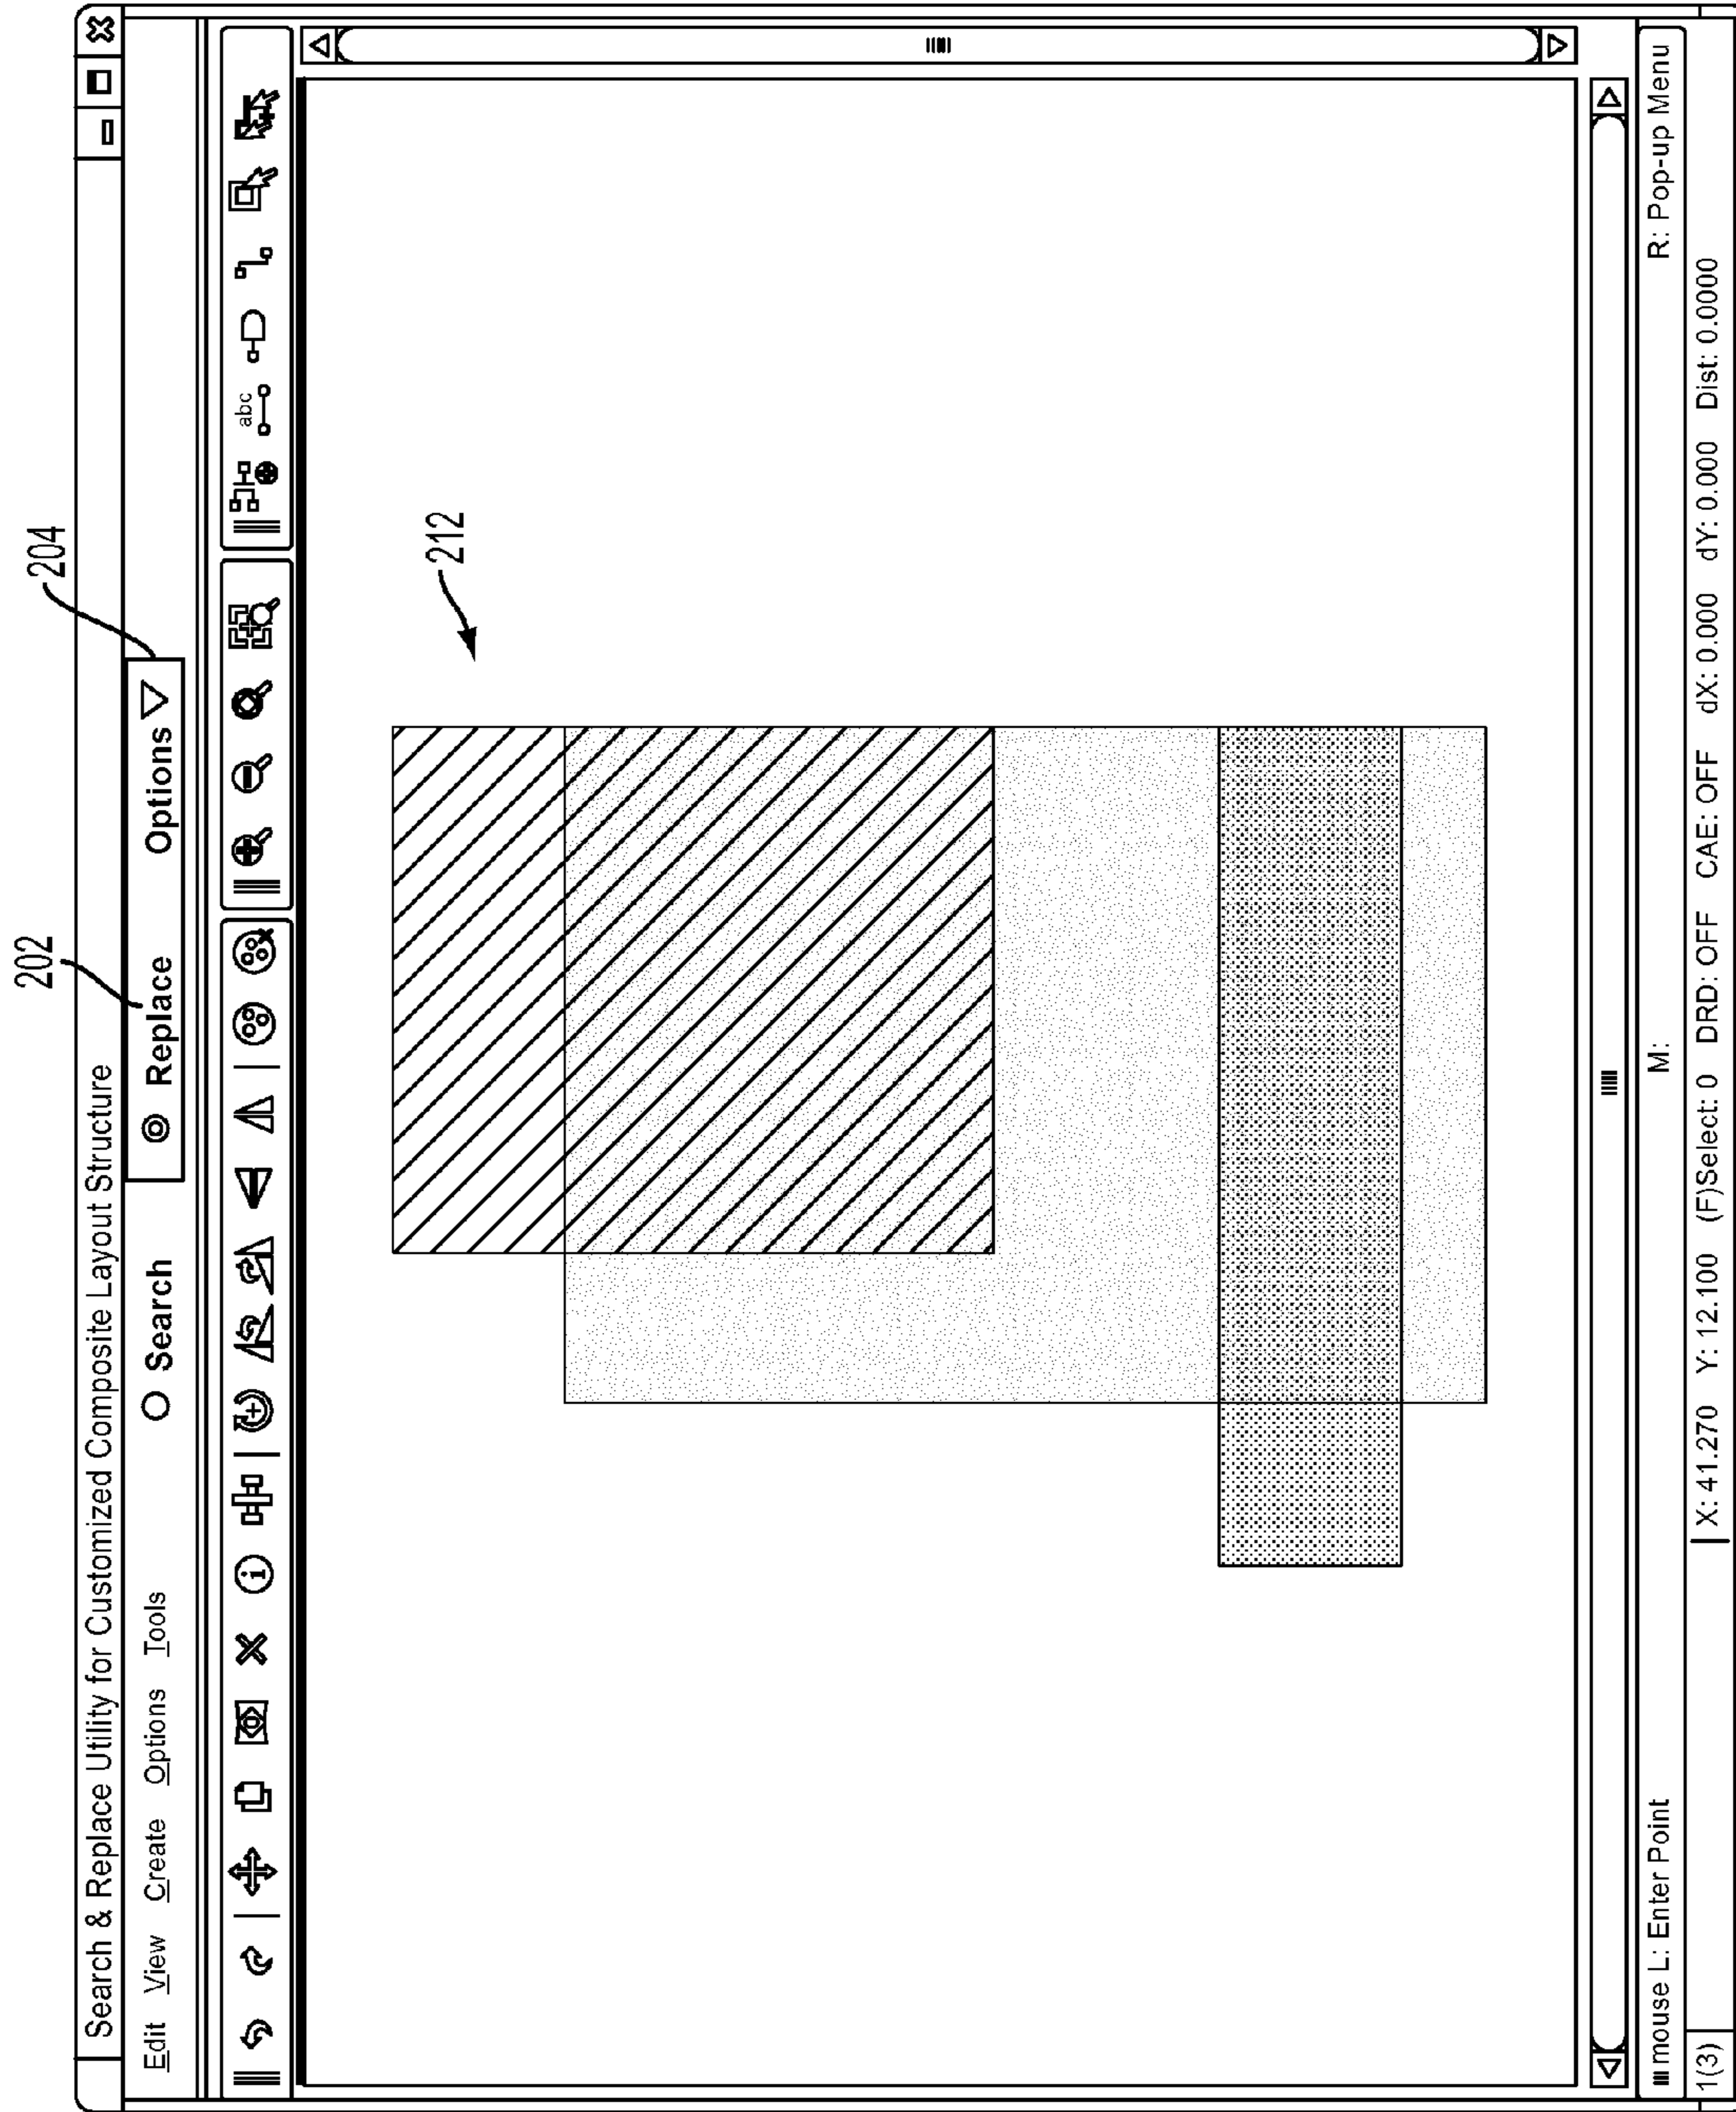 202
204
Search & Replace Utility for Customized Composite Layout Structure
Edit View Create Options Tools Search Replace Options
abc
212
mouse L: Enter Point M: R: Pop-up Menu
1(3) X: 41.270 Y: 12.100 (F)Select: 0 DRD: OFF CAE: OFF dX: 0.000 dY: 0.000 Dist: 0.0000